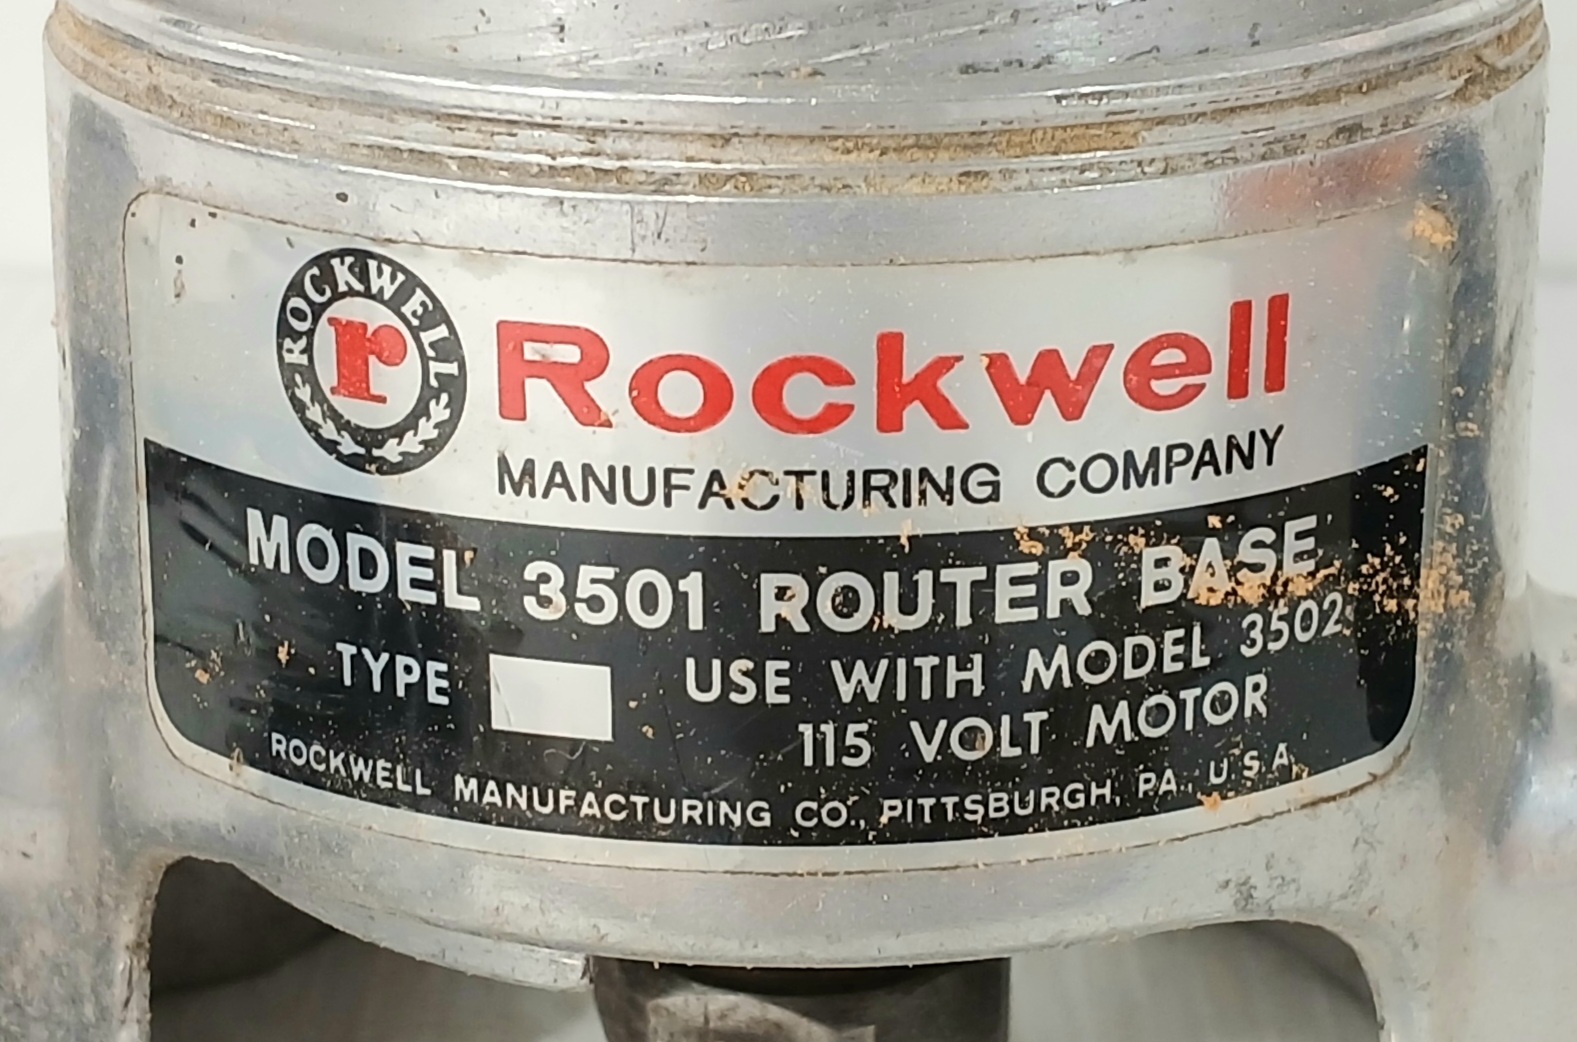 ROCKWELL
r
Rockwell
MANUFACTURING COMPANY
MODEL 3501 ROUTER BASE
TYPE USE WITH MODEL 3502
115 VOLT MOTOR
ROCKWELL MANUFACTURING CO., PITTSBURGH, PA., U.S.A.